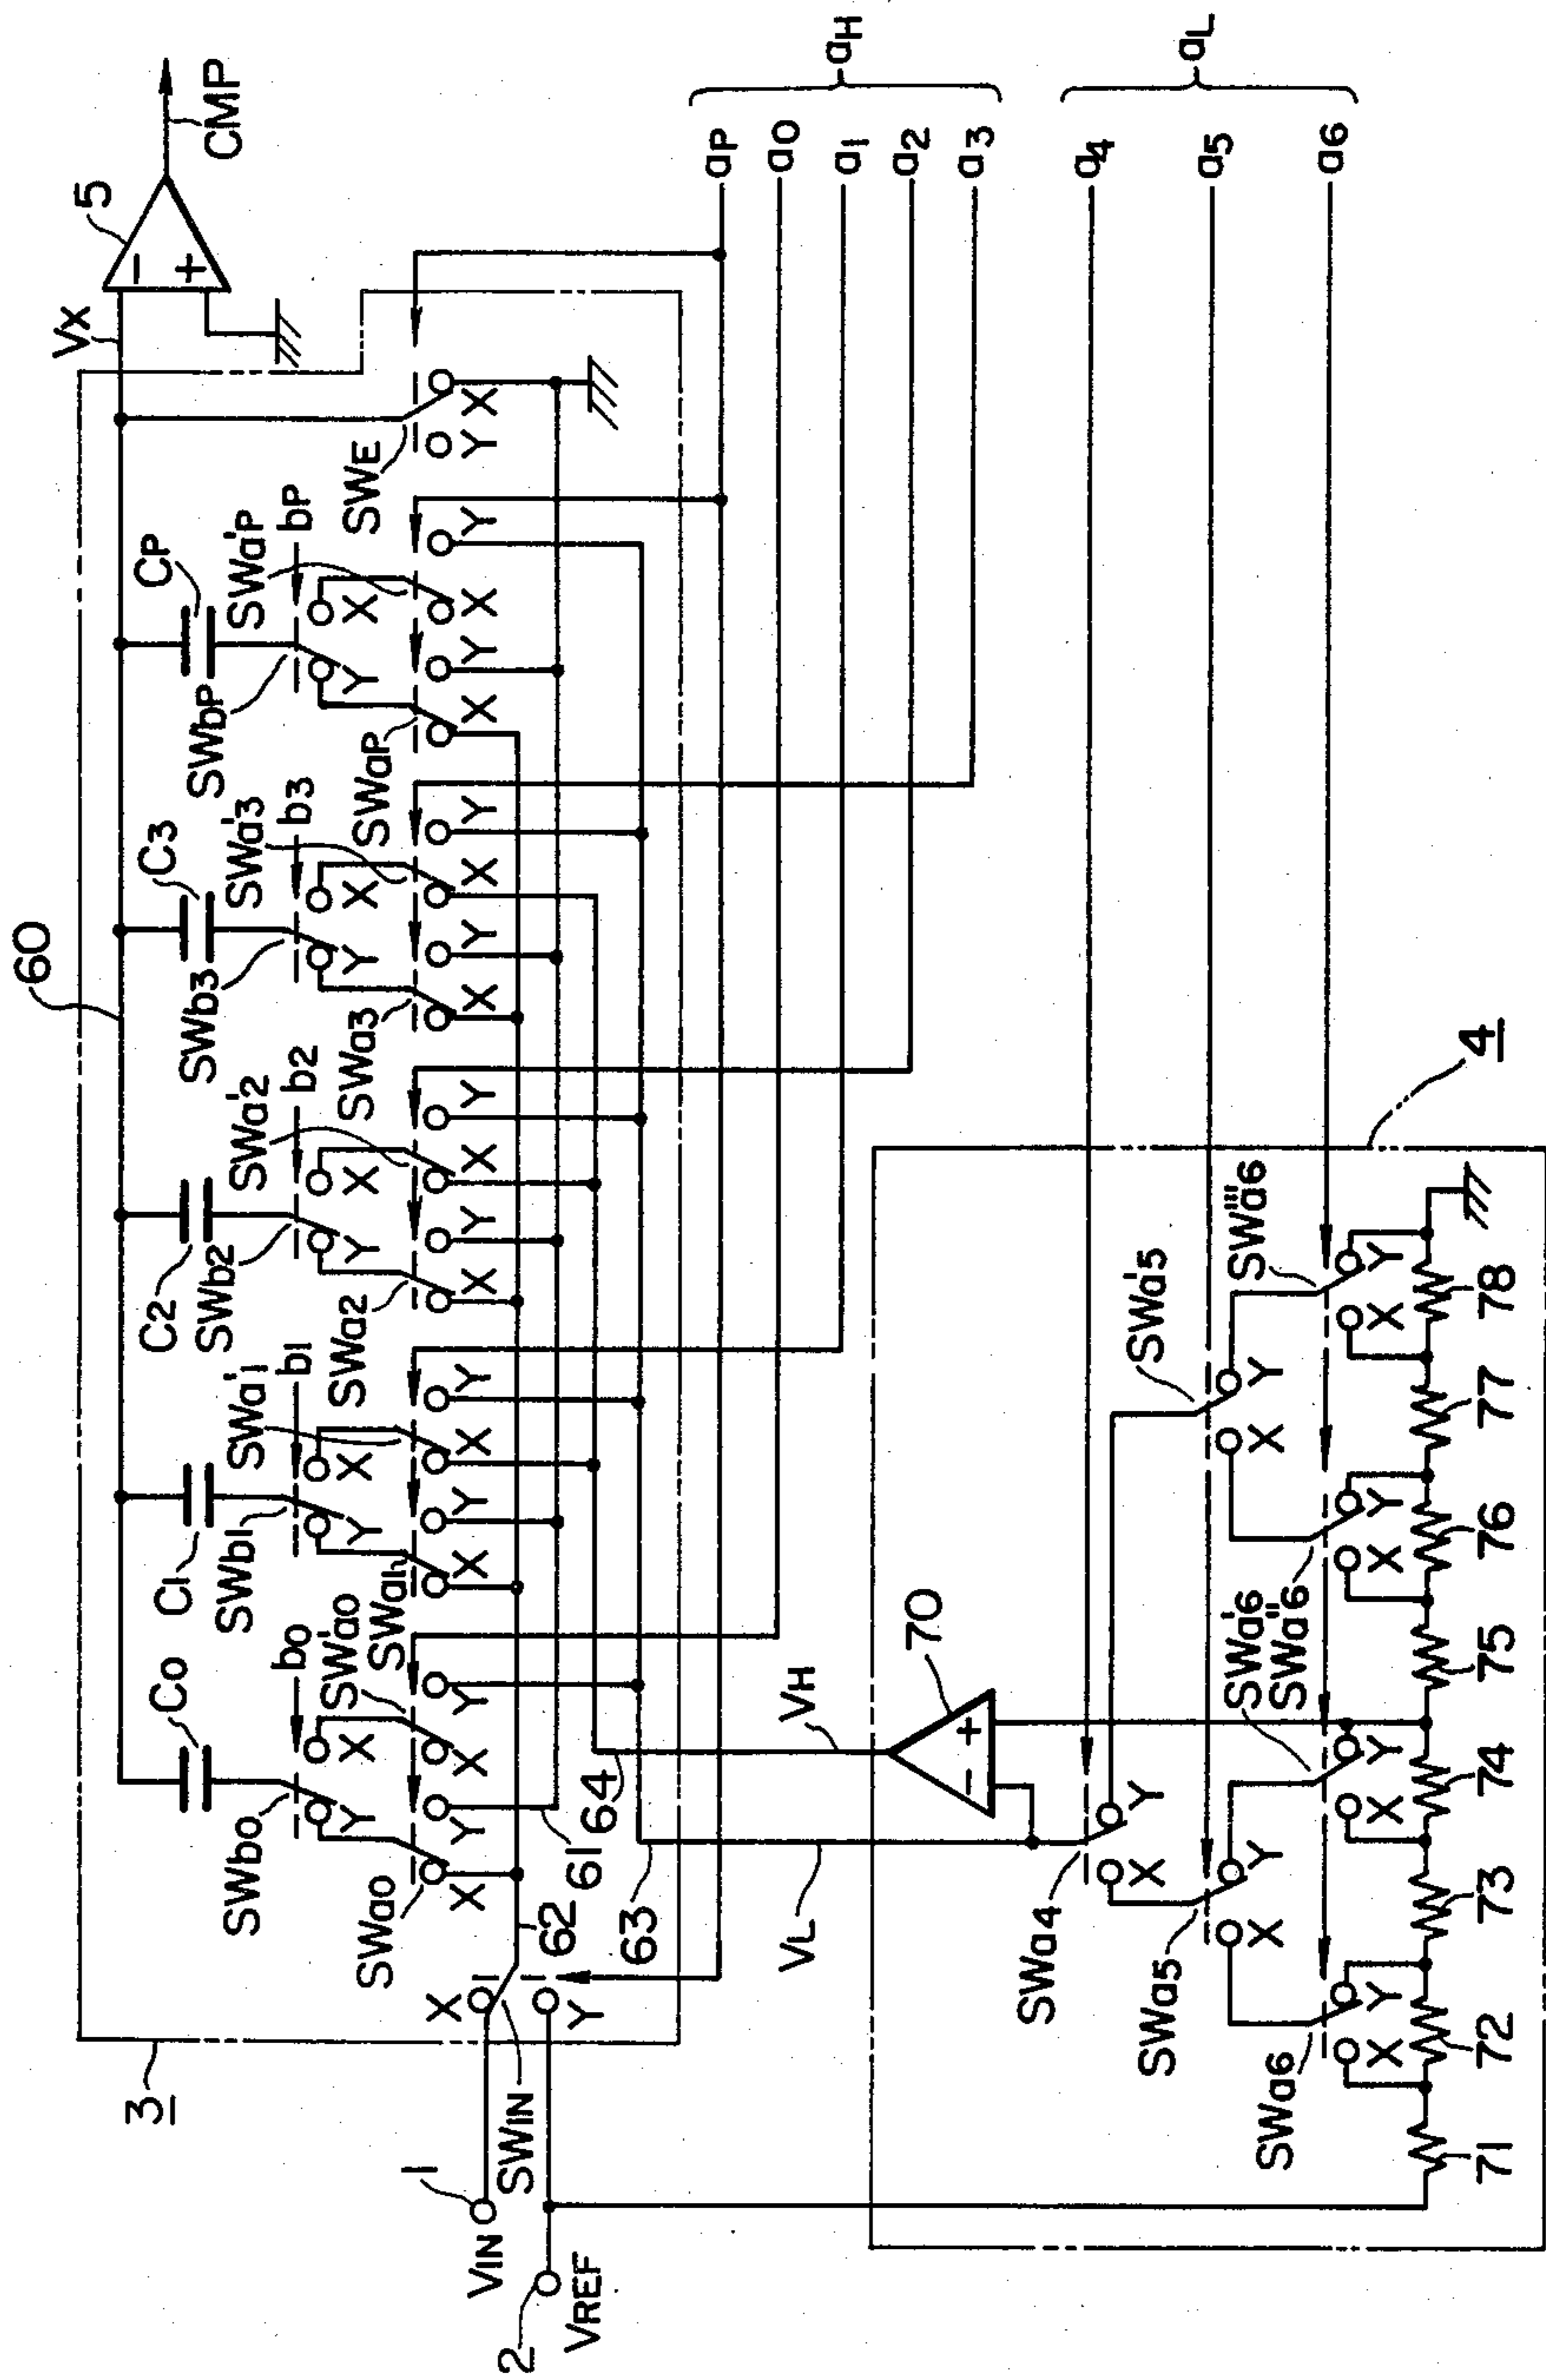 60
VX
5
CMP
C0
C1
C2
C3
CP
SWb0
b0
SWb1
b1
SWb2
b2
SWb3
b3
SWbP
bP
Y
X
Y
X
Y
X
Y
X
Y
X
SWa0
SWa'0
SWa1
SWa'1
SWa2
SWa'2
SWa3
SWa'3
SWaP
SWa'P
SWE
X
Y
X
Y
X
Y
X
Y
X
Y
X
Y
X
Y
X
Y
X
Y
X
Y
Y
X
3
1
VIN
SWIN
X
Y
2
VREF
62
61
64
63
VL
VH
aP
a0
a1
a2
a3
aH
a4
a5
a6
aL
70
−
+
−
+
SWa4
X
Y
SWa5
X
Y
SWa'5
X
Y
SWa6
X
Y
SWa'6
X
Y
SWa''6
X
Y
SWa'''6
X
Y
71
72
73
74
75
76
77
78
4